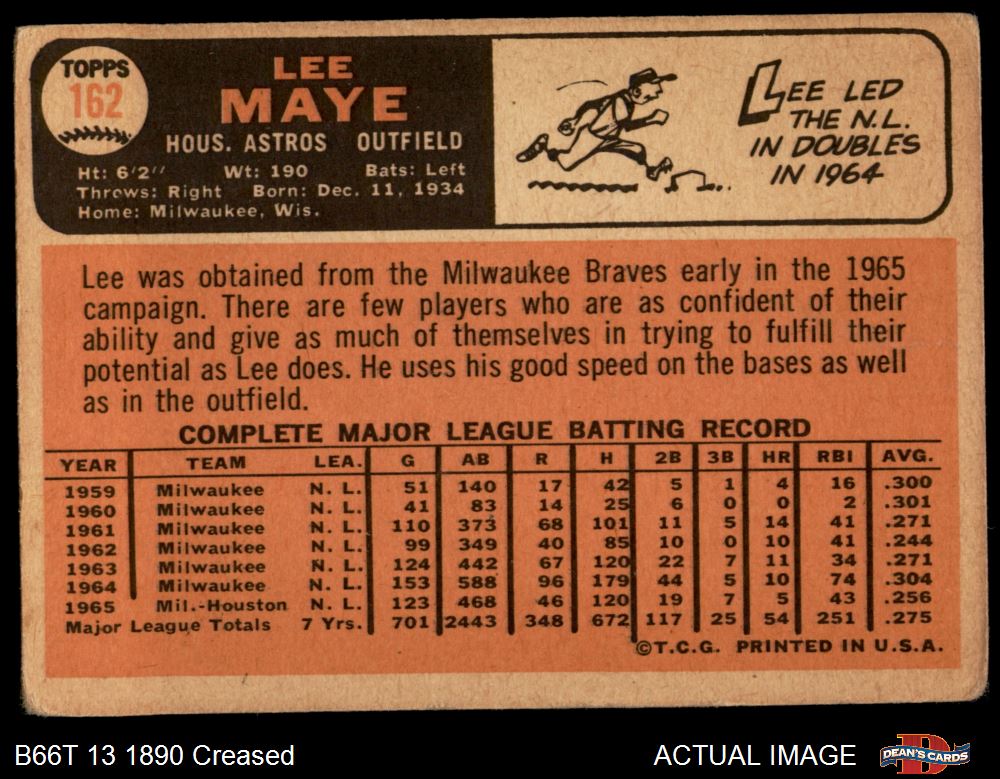 TOPPS
162
LEE
MAYE
HOUS. ASTROS OUTFIELD
Ht: 6'2" Wt: 190 Bats: Left
Throws: Right Born: Dec. 11, 1934
Home: Milwaukee, Wis.
LEE LED
THE N.L.
IN DOUBLES
IN 1964
Lee was obtained from the Milwaukee Braves early in the 1965
campaign. There are few players who are as confident of their
ability and give as much of themselves in trying to fulfill their
potential as Lee does. He uses his good speed on the bases as well
as in the outfield.
COMPLETE MAJOR LEAGUE BATTING RECORD
YEAR TEAM LEA. G AB R H 2B 3B HR RBI AVG.
1959 Milwaukee N. L. 51 140 17 42 5 1 4 16 .300
1960 Milwaukee N. L. 41 83 14 25 6 0 0 2 .301
1961 Milwaukee N. L. 110 373 68 101 11 5 14 41 .271
1962 Milwaukee N. L. 99 349 40 85 10 0 10 41 .244
1963 Milwaukee N. L. 124 442 67 120 22 7 11 34 .271
1964 Milwaukee N. L. 153 588 96 179 44 5 10 74 .304
1965 Mil.-Houston N. L. 123 468 46 120 19 7 5 43 .256
Major League Totals 7 Yrs. 701 2443 348 672 117 25 54 251 .275
©T.C.G. PRINTED IN U.S.A.
B66T 13 1890 Creased
ACTUAL IMAGE
DEAN'S CARDS